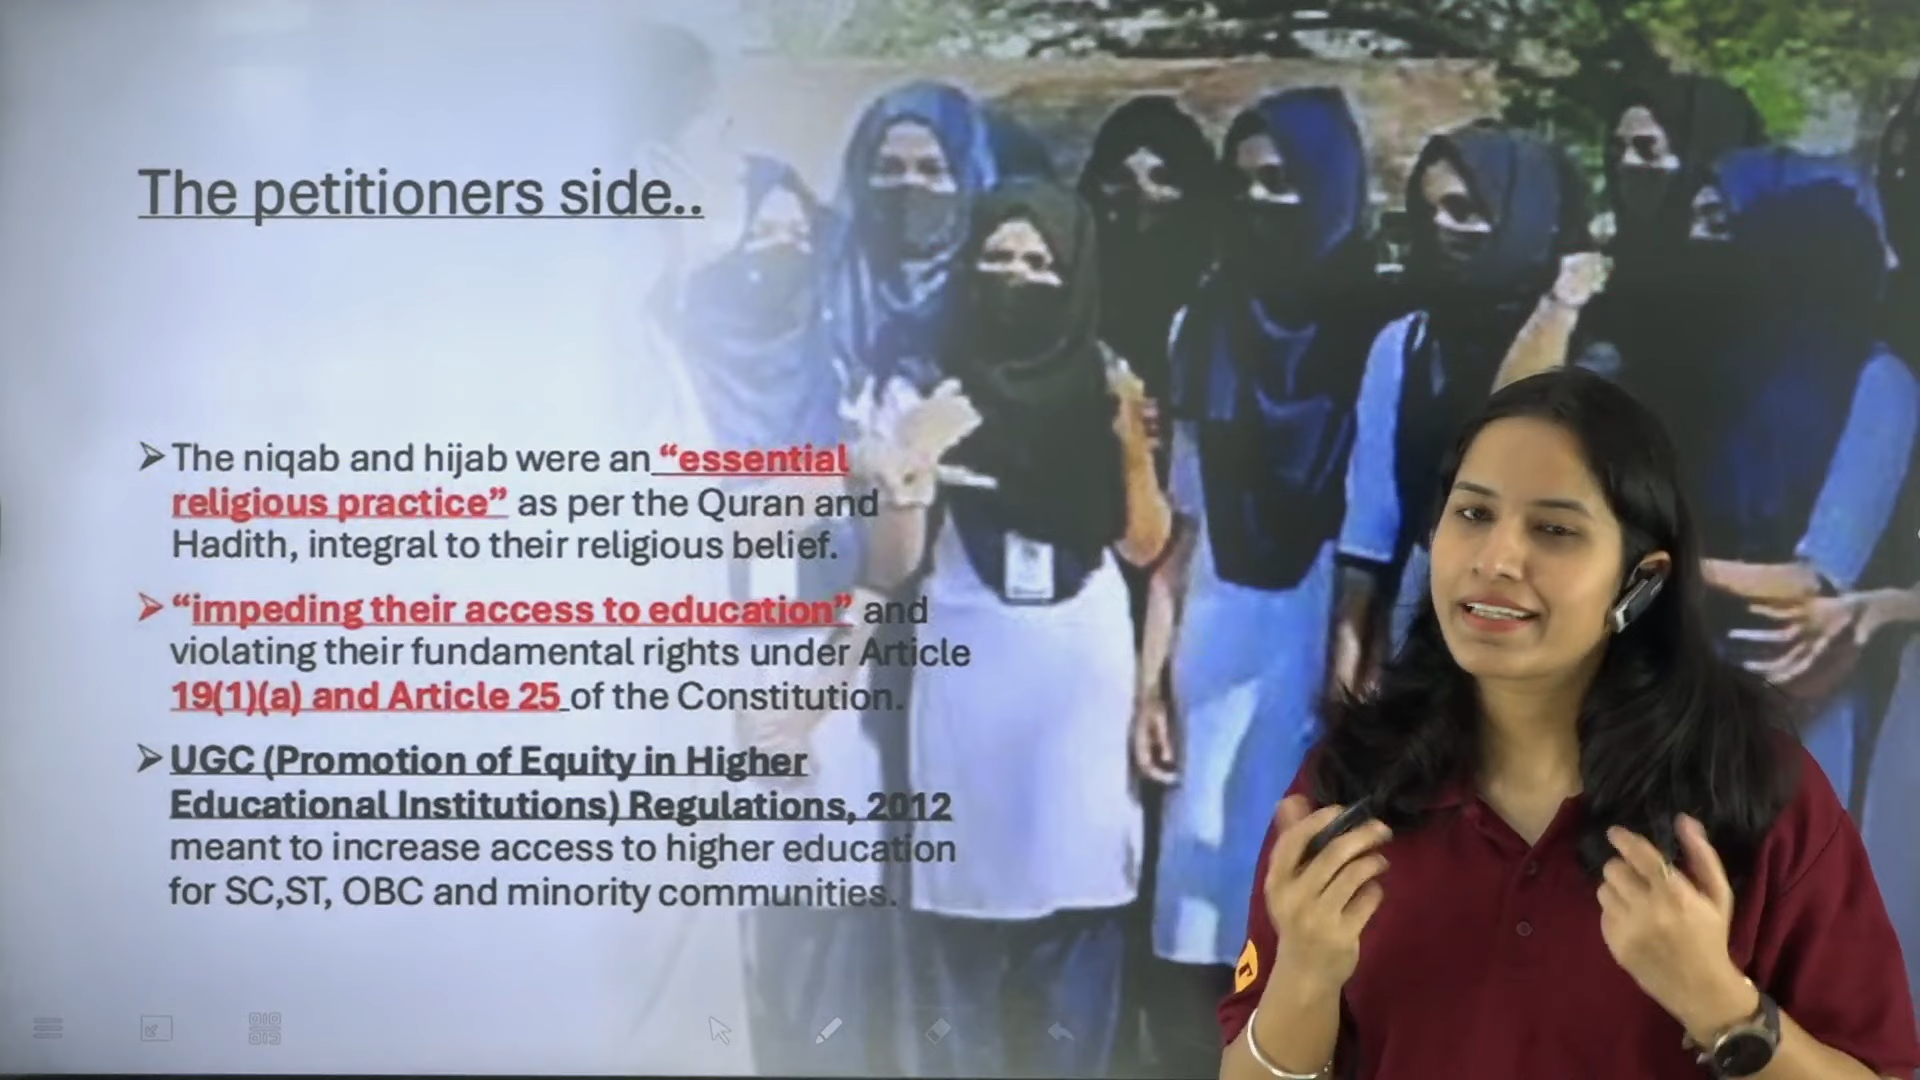 The petitioners side..
➢ The niqab and hijab were an “essential
religious practice” as per the Quran and
Hadith, integral to their religious belief.
➢ “impeding their access to education” and
violating their fundamental rights under Article
19(1)(a) and Article 25 of the Constitution.
➢ UGC (Promotion of Equity in Higher
Educational Institutions) Regulations, 2012
meant to increase access to higher education
for SC,ST, OBC and minority communities.